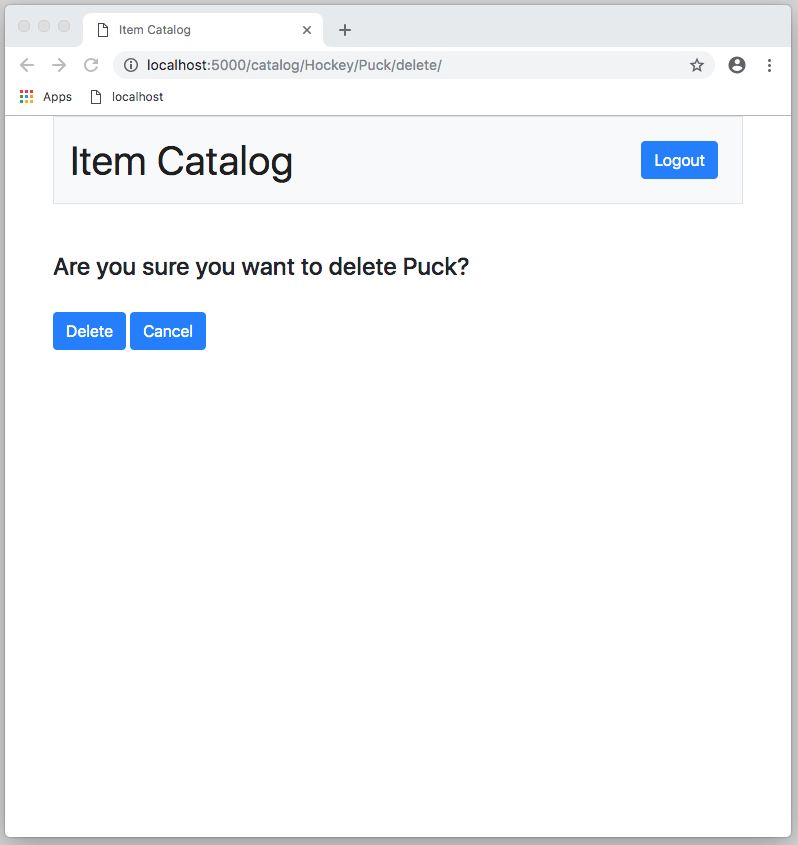 Item Catalog
localhost:5000/catalog/Hockey/Puck/delete/
Apps localhost
Item Catalog Logout
Are you sure you want to delete Puck?
Delete Cancel